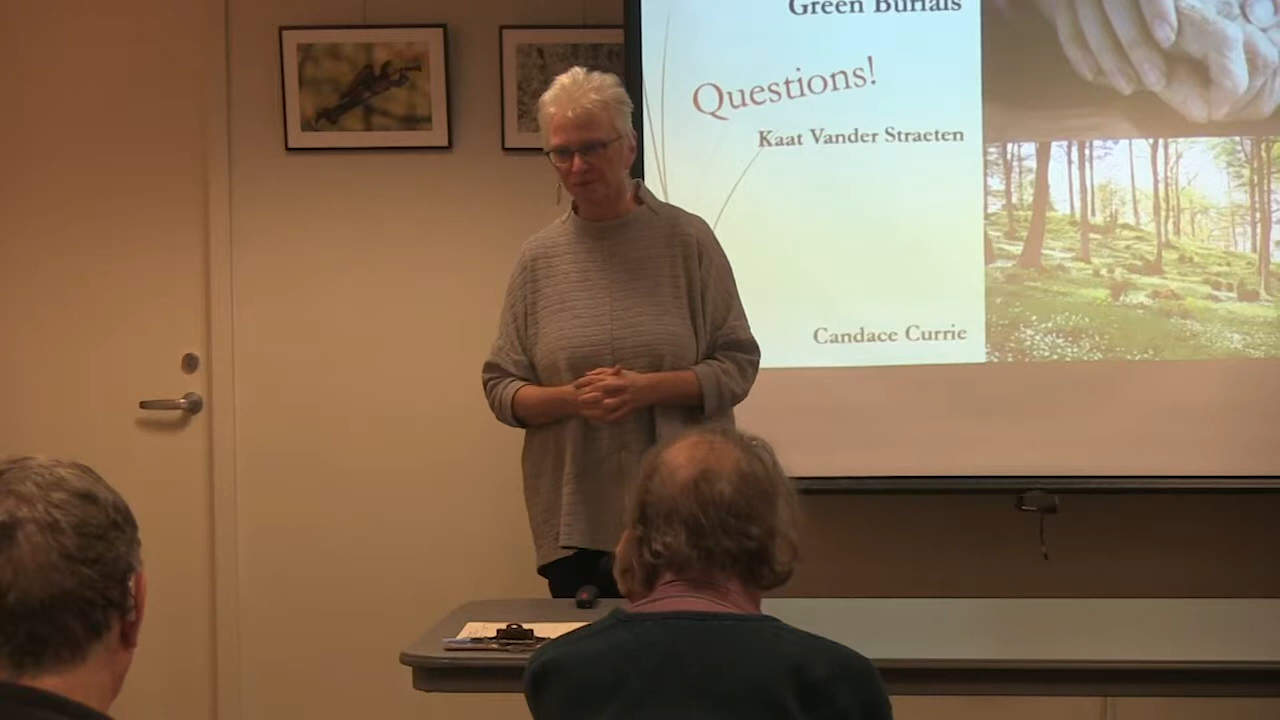 Green Burials
Questions!
Kaat Vander Straeten
Candace Currie